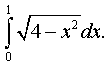 ∫₀¹ √(4−x²) dx.